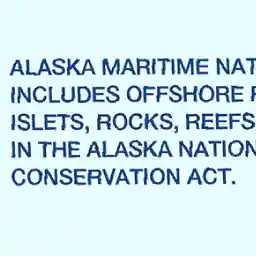 ALASKA MARITIME NAT
INCLUDES OFFSHORE
ISLETS, ROCKS, REEFS
IN THE ALASKA NATION
CONSERVATION ACT.